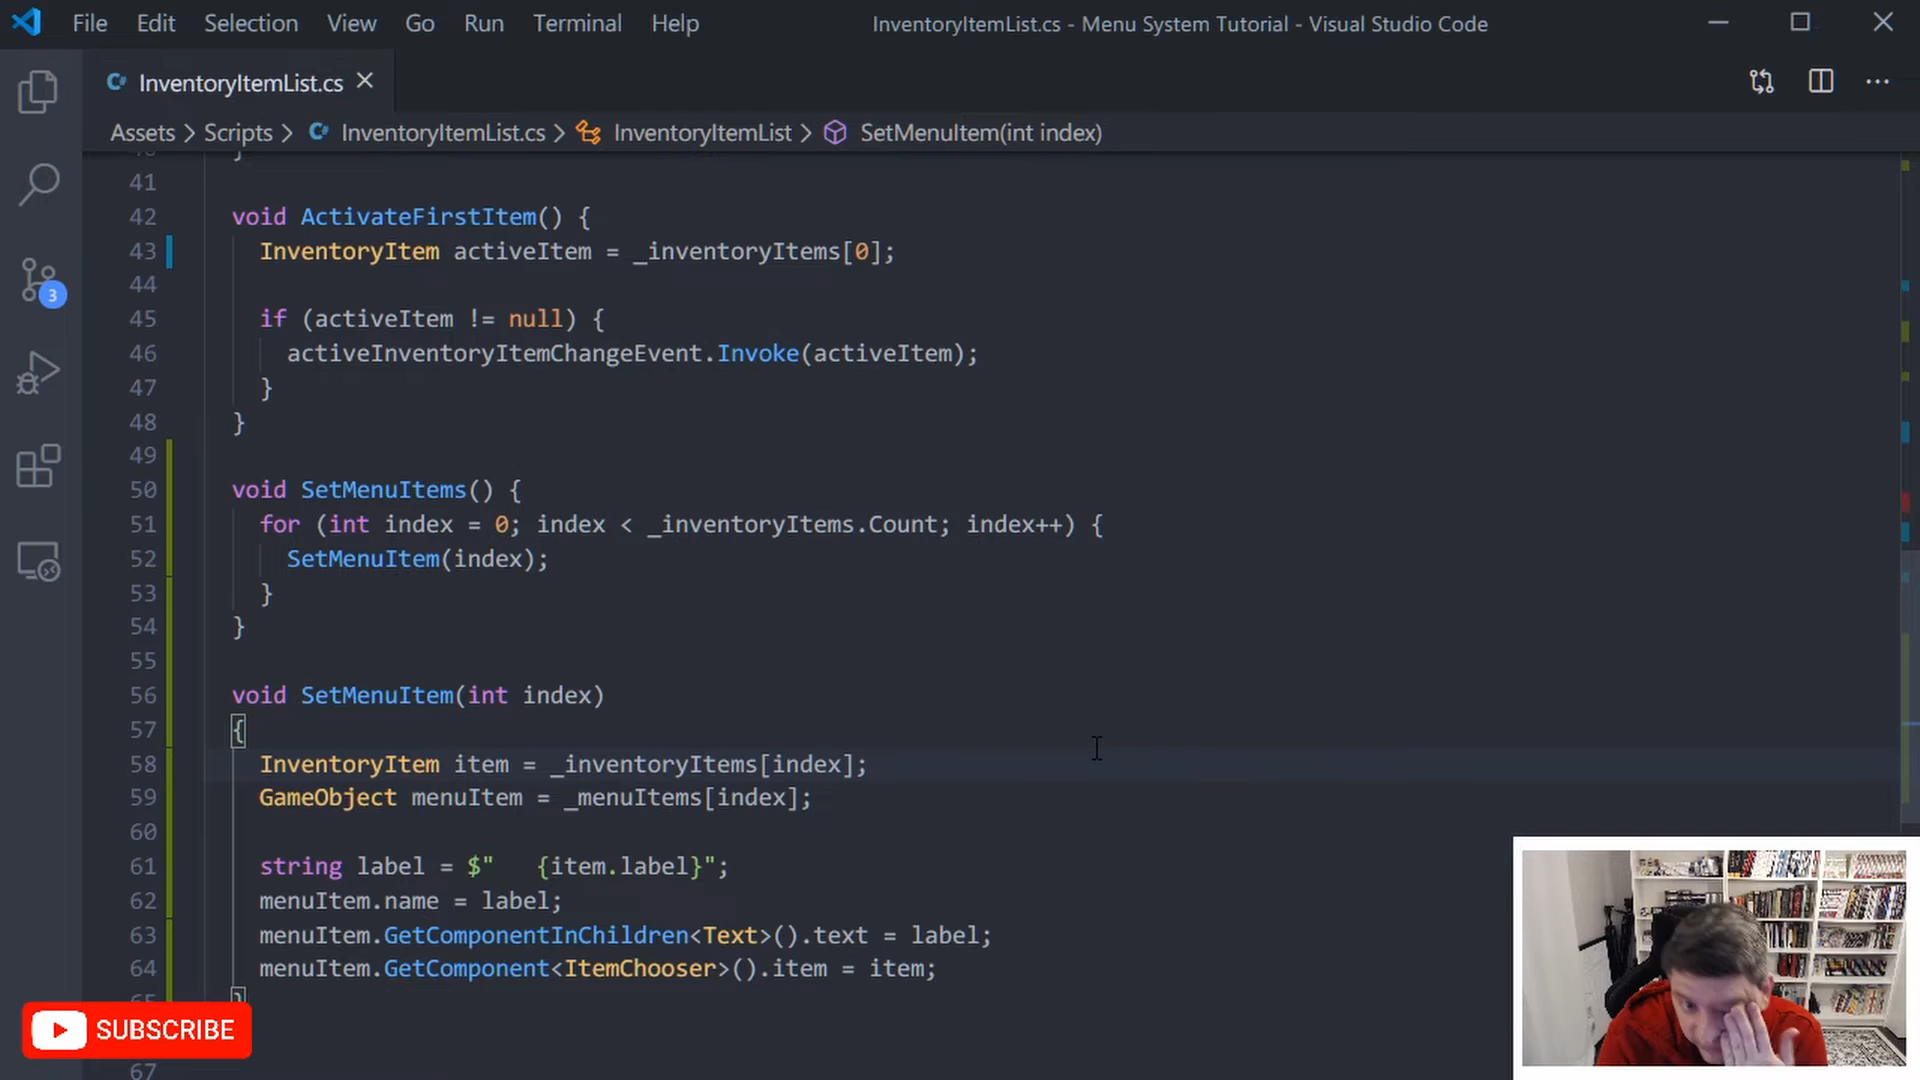 File Edit Selection View Go Run Terminal Help InventoryItemList.cs - Menu System Tutorial - Visual Studio Code
InventoryItemList.cs
Assets > Scripts > InventoryItemList.cs > InventoryItemList > SetMenuItem(int index)
41
42 void ActivateFirstItem() {
43 InventoryItem activeItem = _inventoryItems[0];
44
45 if (activeItem != null) {
46 activeInventoryItemChangeEvent.Invoke(activeItem);
47 }
48 }
49
50 void SetMenuItems() {
51 for (int index = 0; index < _inventoryItems.Count; index++) {
52 SetMenuItem(index);
53 }
54 }
55
56 void SetMenuItem(int index)
57 {
58 InventoryItem item = _inventoryItems[index];
59 GameObject menuItem = _menuItems[index];
60
61 string label = $"   {item.label}";
62 menuItem.name = label;
63 menuItem.GetComponentInChildren<Text>().text = label;
64 menuItem.GetComponent<ItemChooser>().item = item;
67
3
SUBSCRIBE